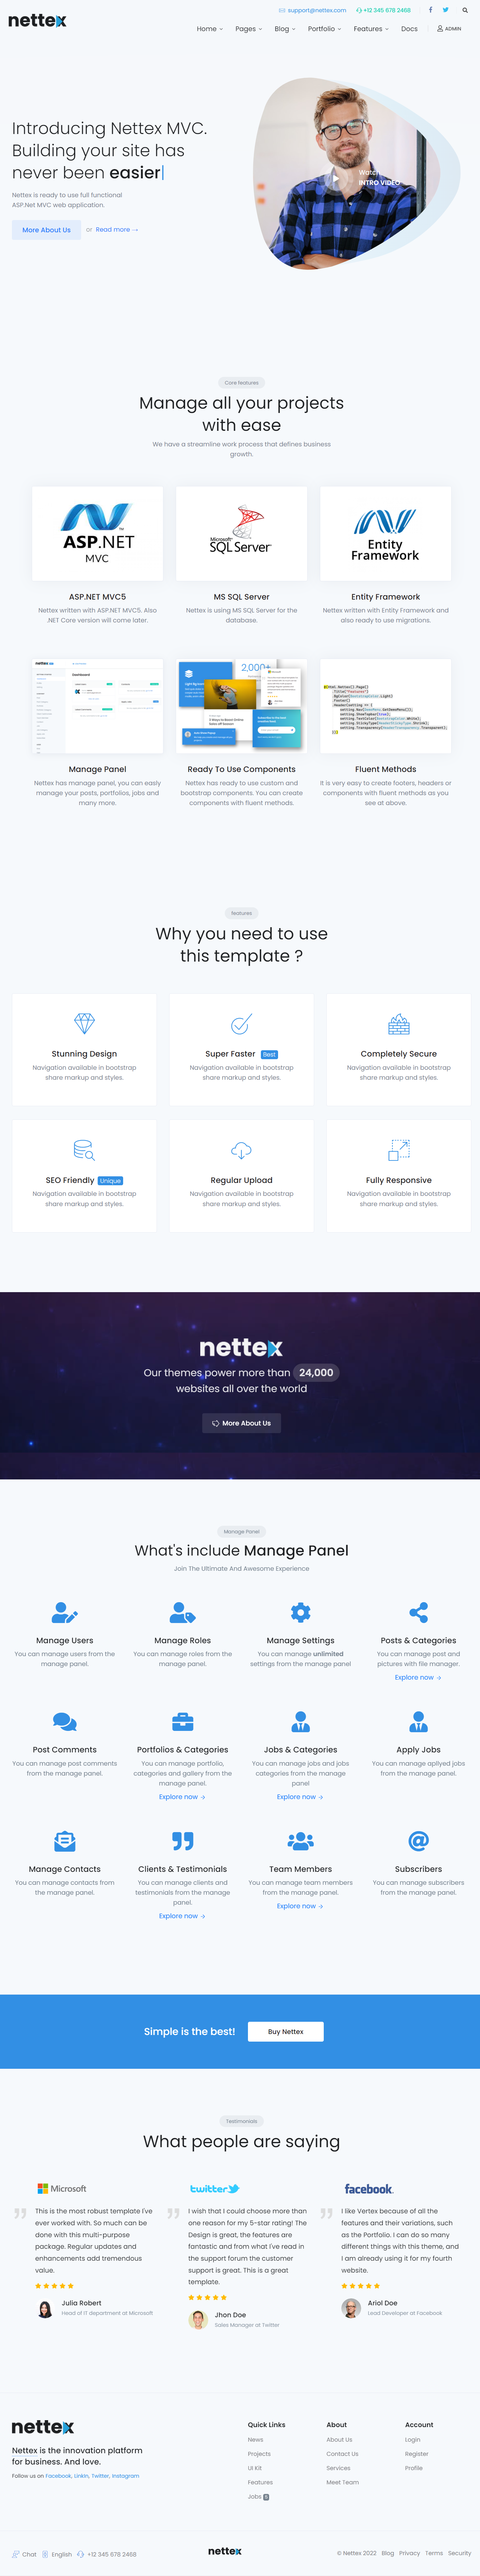 nettex
support@nettex.com
+12 345 678 2468
Home
Pages
Blog
Portfolio
Features
Docs
ADMIN
Introducing Nettex MVC.
Building your site has
never been easier
Nettex is ready to use full functional
ASP.Net MVC web application.
More About Us
or Read more →
Watch
INTRO VIDEO
Core features
Manage all your projects
with ease
We have a streamline work process that defines business
growth.
ASP.NET
MVC
Microsoft
SQL Server
Entity
Framework
ASP.NET MVC5
Nettex written with ASP.NET MVC5. Also
.NET Core version will come later.
MS SQL Server
Nettex is using MS SQL Server for the
database.
Entity Framework
Nettex written with Entity Framework and
also ready to use migrations.
2,000+
Manage Panel
Nettex has manage panel, you can easily
manage your posts, portfolios, jobs and
many more.
Ready To Use Components
Nettex has ready to use custom and
bootstrap components. You can create
components with fluent methods.
Fluent Methods
It is very easy to create footers, headers or
components with fluent methods as you
see at above.
features
Why you need to use
this template ?
Stunning Design
Navigation available in bootstrap
share markup and styles.
Super Faster Best
Navigation available in bootstrap
share markup and styles.
Completely Secure
Navigation available in bootstrap
share markup and styles.
SEO Friendly Unique
Navigation available in bootstrap
share markup and styles.
Regular Upload
Navigation available in bootstrap
share markup and styles.
Fully Responsive
Navigation available in bootstrap
share markup and styles.
nettex
Our themes power more than 24,000
websites all over the world
More About Us
Manage Panel
What's include Manage Panel
Join The Ultimate And Awesome Experience
Manage Users
You can manage users from the
manage panel.
Manage Roles
You can manage roles from the
manage panel.
Manage Settings
You can manage unlimited
settings from the manage panel
Posts & Categories
You can manage post and
pictures with file manager.
Explore now →
Post Comments
You can manage post comments
from the manage panel.
Portfolios & Categories
You can manage portfolio,
categories and gallery from the
manage panel.
Explore now →
Jobs & Categories
You can manage jobs and jobs
categories from the manage
panel
Explore now →
Apply Jobs
You can manage apllyed jobs
from the manage panel.
Manage Contacts
You can manage contacts from
the manage panel.
Clients & Testimonials
You can manage clients and
testimonials from the manage
panel.
Explore now →
Team Members
You can manage team members
from the manage panel.
Explore now →
Subscribers
You can manage subscribers
from the manage panel.
Simple is the best!
Buy Nettex
Testimonials
What people are saying
Microsoft
This is the most robust template I've
ever worked with. So much can be
done with this multi-purpose
package. Regular updates and
enhancements add tremendous
value.
Julia Robert
Head of IT department at Microsoft
twitter
I wish that I could choose more than
one reason for my 5-star rating! The
Design is great, the features are
fantastic and from what I've read in
the support forum the customer
support is great. This is a great
template.
Jhon Doe
Sales Manager at Twitter
facebook.
I like Vertex because of all the
features and their variations, such
as the Portfolio. I can do so many
different things with this theme, and
I am already using it for my fourth
website.
Ariol Doe
Lead Developer at Facebook
nettex
Nettex is the innovation platform
for business. And love.
Follow us on Facebook, Linkin, Twitter, Instagram
Quick Links
News
Projects
UI Kit
Features
Jobs
About
About Us
Contact Us
Services
Meet Team
Account
Login
Register
Profile
Chat
English
+12 345 678 2468
nettex
© Nettex 2022
Blog
Privacy
Terms
Security